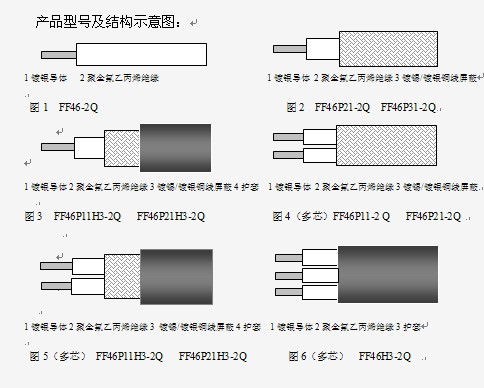 产品型号及结构示意图：
1 镀银导体 2 聚全氟乙丙烯绝缘
1 镀银导体 2 聚全氟乙丙烯绝缘 3 镀锡/镀银铜线屏蔽
图 1 FF46-2Q
图 2 FF46P21-2Q FF46P31-2Q
1 镀银导体 2 聚全氟乙丙烯绝缘 3 镀锡/镀银铜线屏蔽 4 护套
1 镀银导体 2 聚全氟乙丙烯绝缘 3 镀锡/镀银铜线屏蔽
图 3 FF46P11H3-2Q FF46P21H3-2Q
图 4（多芯）FF46P11-2 Q FF46P21-2Q
1 镀银导体 2 聚全氟乙丙烯绝缘 3 镀锡/镀银铜线屏蔽 4 护套
1 镀银导体 2 聚全氟乙丙烯绝缘 3 护套
图 5（多芯） FF46P11H3-2Q FF46P21H3-2Q
图 6（多芯） FF46H3-2Q